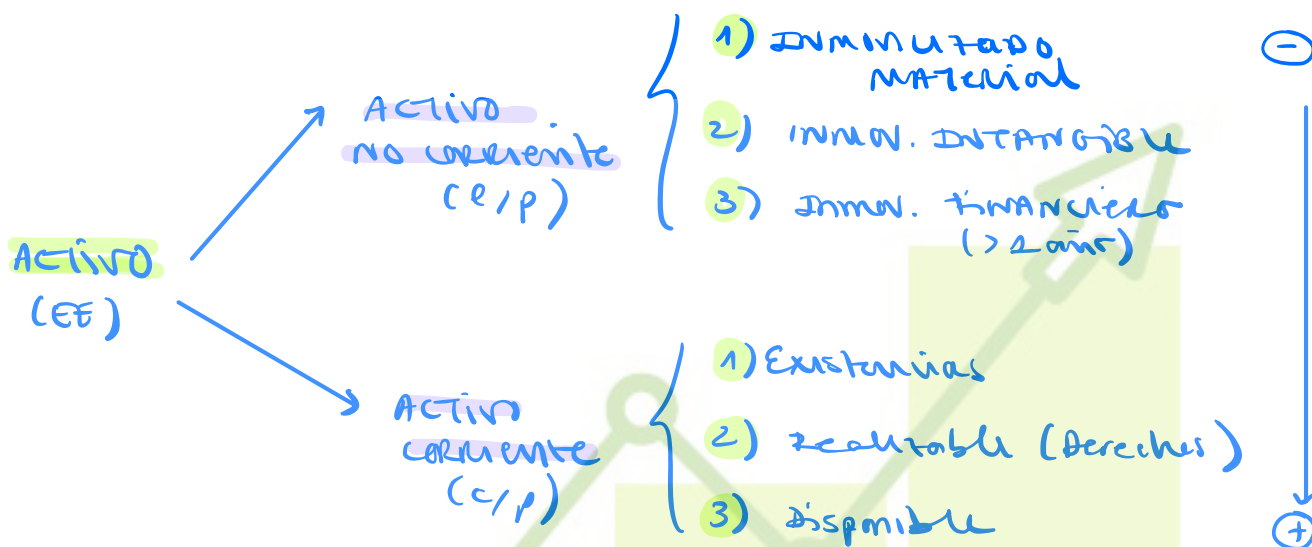 ACTIVO
(EE)
ACTIVO
NO CORRIENTE
(l/p)
1) INMOVILIZADO
MATERIAL
2) INMOV. INTANGIBLE
3) INMOV. FINANCIERO
(> 1 año)
ACTIVO
CORRIENTE
(c/p)
1) Existencias
2) Realizable (Derechos)
3) Disponible
-
+